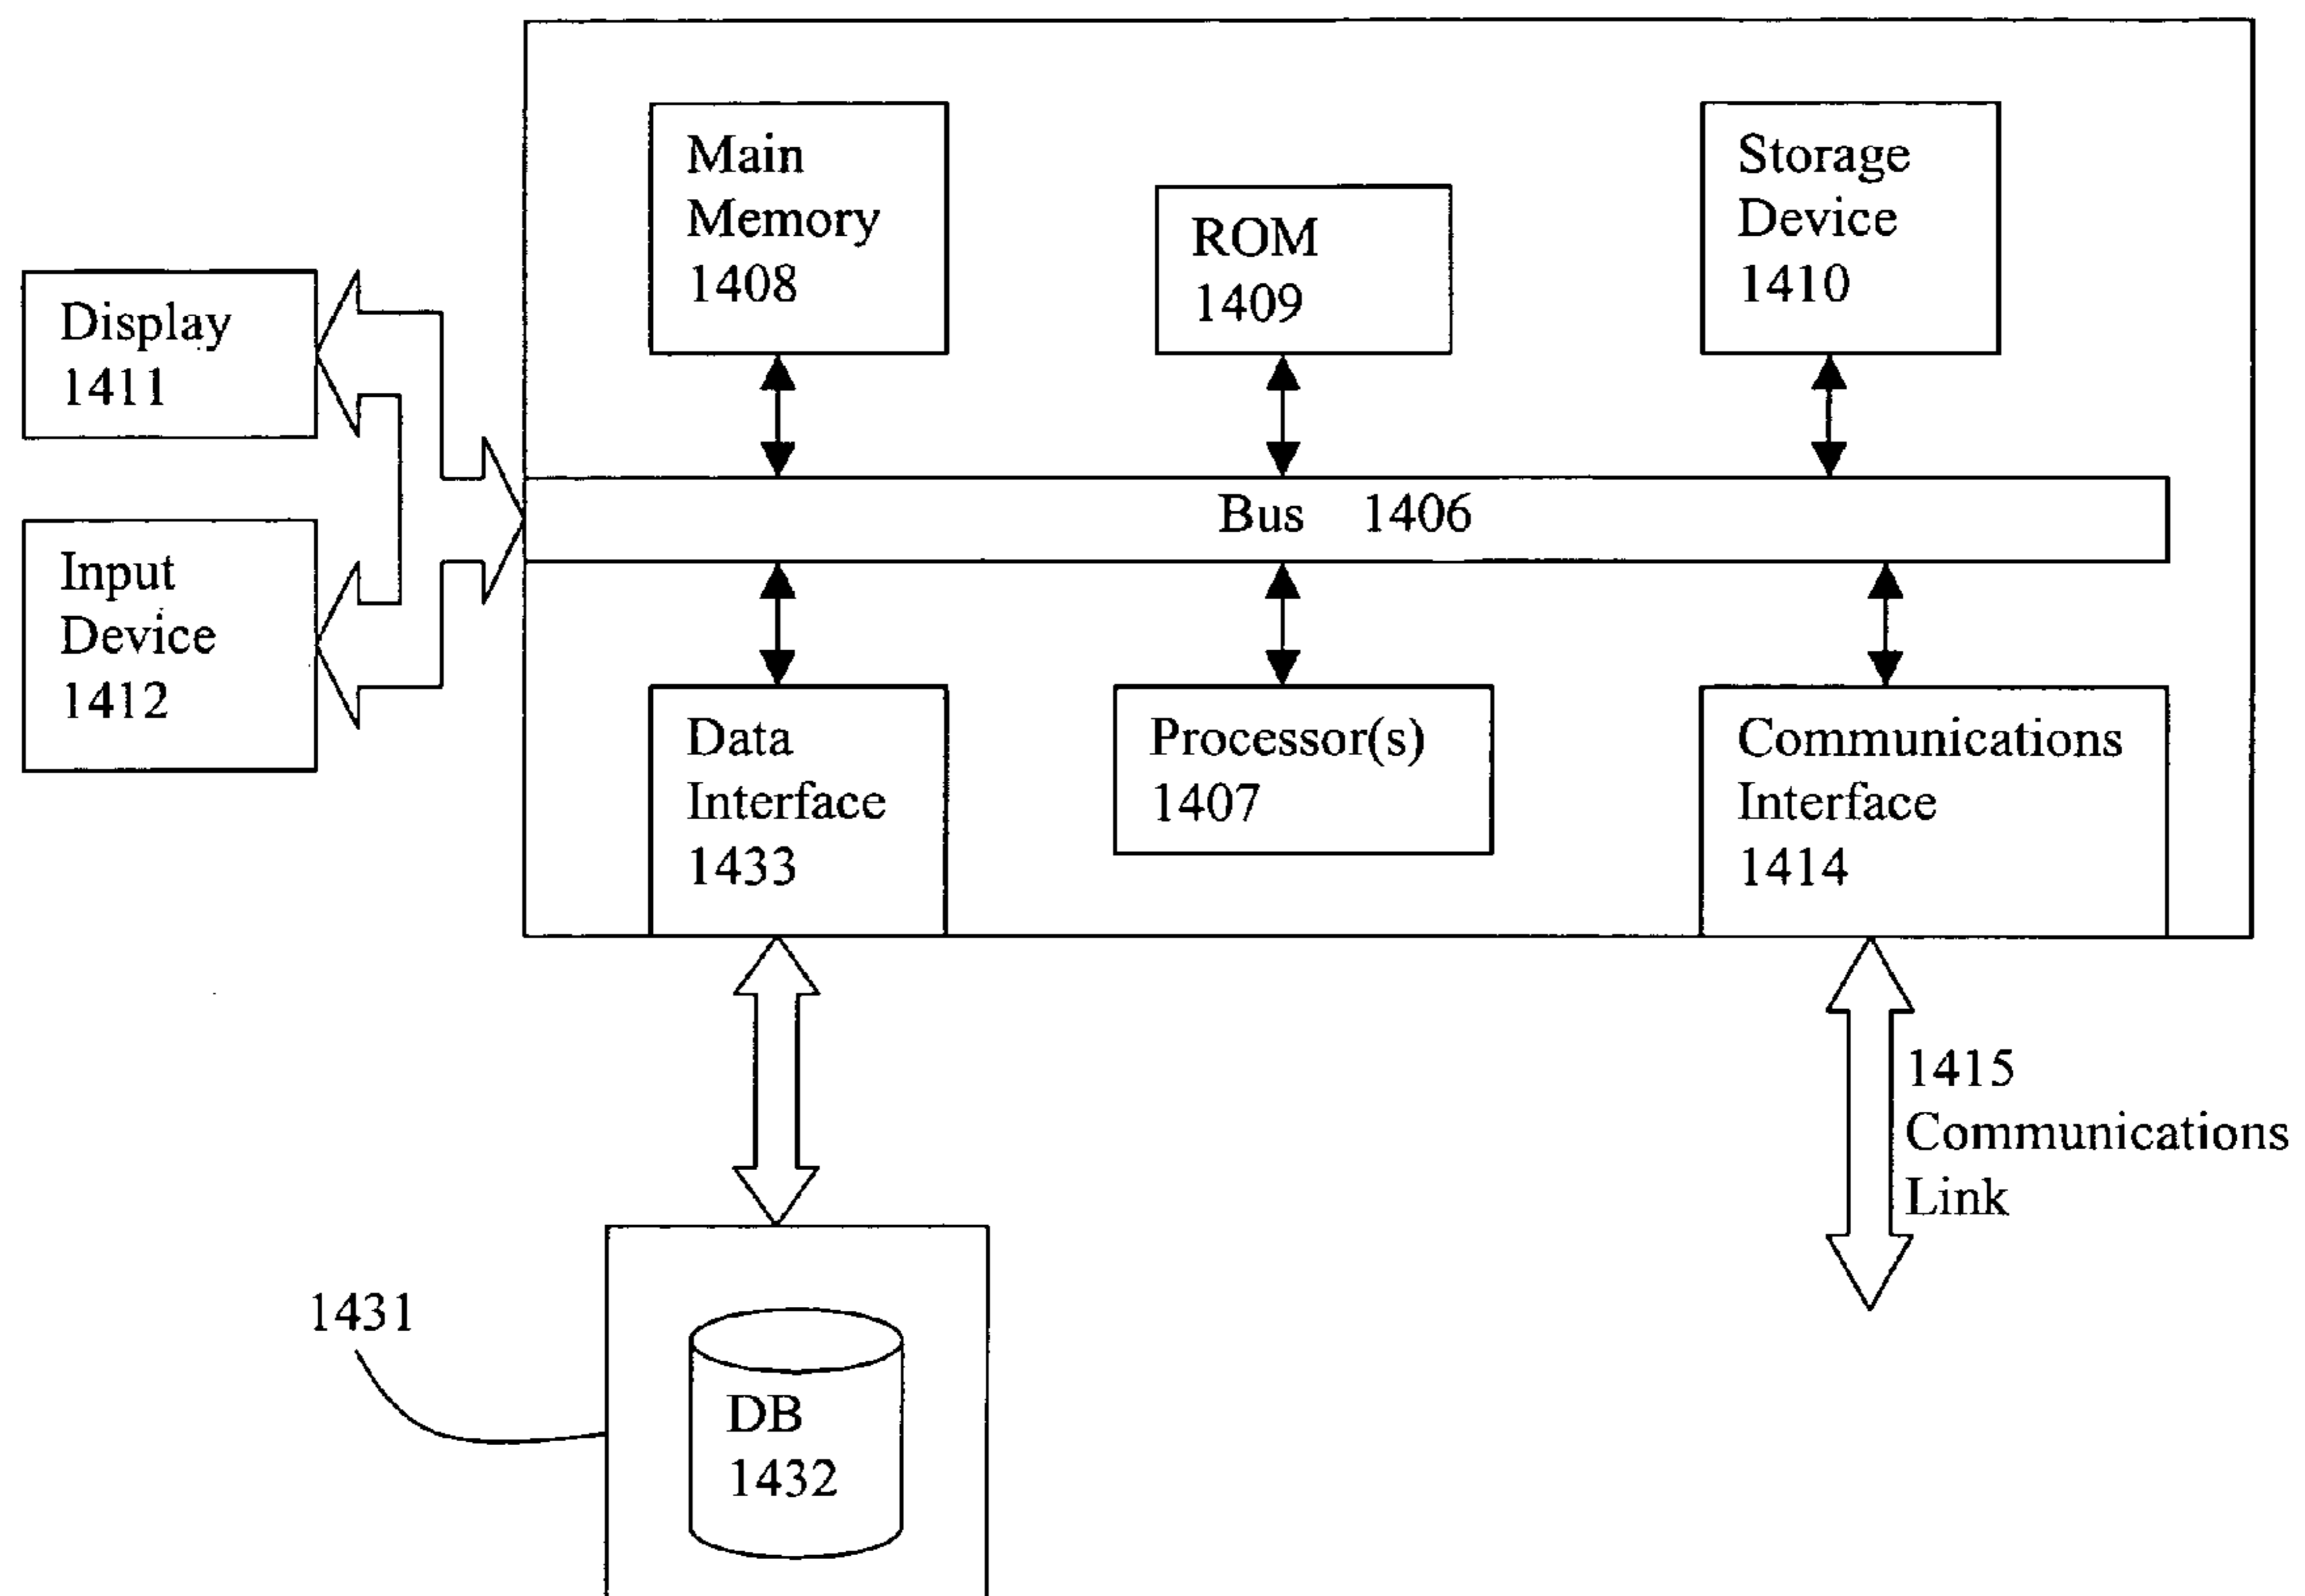 Main
Memory
1408
ROM
1409
Storage
Device
1410
Display
1411
Bus 1406
Input
Device
1412
Data
Interface
1433
Processor(s)
1407
Communications
Interface
1414
1415
Communications
Link
1431
DB
1432